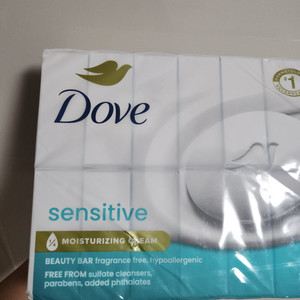 Dove
sensitive
¼ MOISTURIZING CREAM
BEAUTY BAR fragrance free, hypoallergenic
FREE FROM sulfate cleansers,
parabens, added phthalates